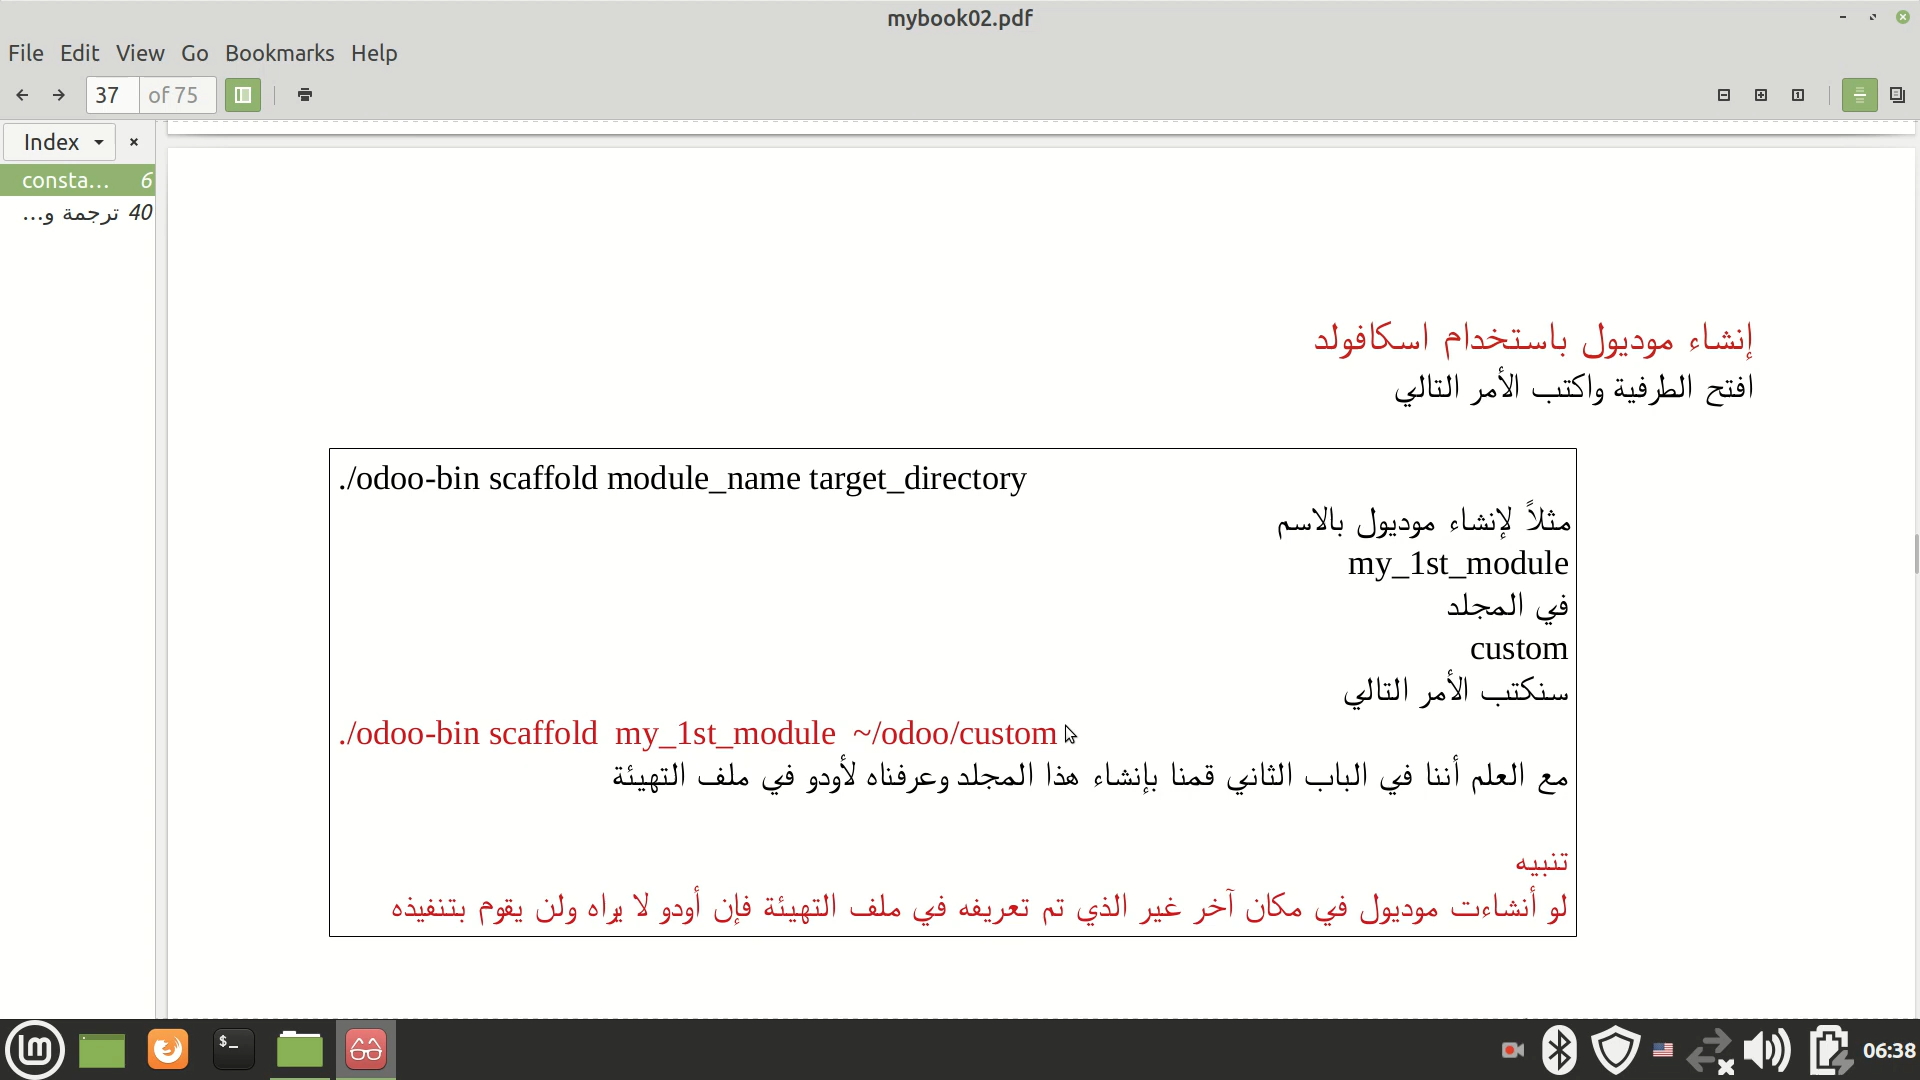 mybook02.pdf
File Edit View Go Bookmarks Help
37 of 75
Index
consta... 6
ترجمة و... 40
إنشاء موديول باستخدام اسكافولد
افتح الطرفية واكتب الأمر التالي
./odoo-bin scaffold module_name target_directory
مثلاً لإنشاء موديول بالاسم
my_1st_module
في المجلد
custom
سنكتب الأمر التالي
./odoo-bin scaffold my_1st_module ~/odoo/custom
مع العلم أننا في الباب الثاني قمنا بإنشاء هذا المجلد وعرفناه لأودو في ملف التهيئة
تنبيه
لو أنشاءت موديول في مكان آخر غير الذي تم تعريفه في ملف التهيئة فإن أودو لا يراه ولن يقوم بتنفيذه
06:38